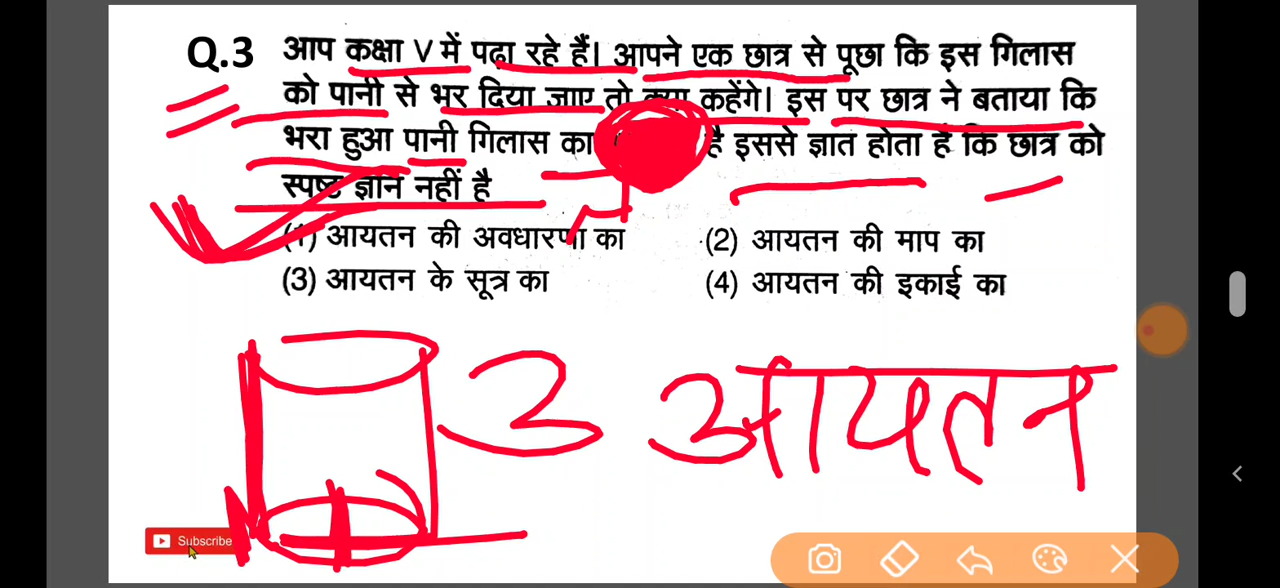 Q.3 आप कक्षा V में पढ़ा रहे हैं। आपने एक छात्र से पूछा कि इस गिलास
को पानी से भर दिया जाए तो क्या कहेंगे। इस पर छात्र ने बताया कि
भरा हुआ पानी गिलास का है इससे ज्ञात होता है कि छात्र को
स्पष्ट ज्ञान नहीं है
(1) आयतन की अवधारणा का (2) आयतन की माप का
(3) आयतन के सूत्र का (4) आयतन की इकाई का
आयतन
Subscribe